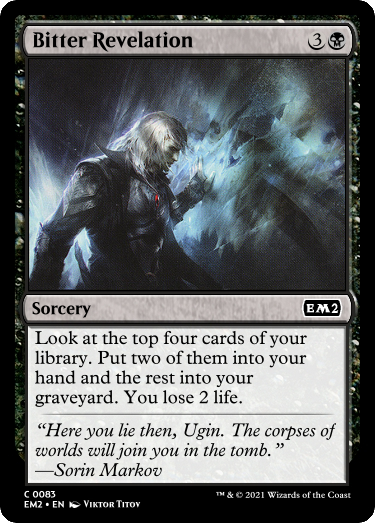 Bitter Revelation 3
Sorcery EM2
Look at the top four cards of your
library. Put two of them into your
hand and the rest into your
graveyard. You lose 2 life.
“Here you lie then, Ugin. The corpses of
worlds will join you in the tomb.”
—Sorin Markov
C 0083
EM2 • EN Viktor Titov ™ & © 2021 Wizards of the Coast